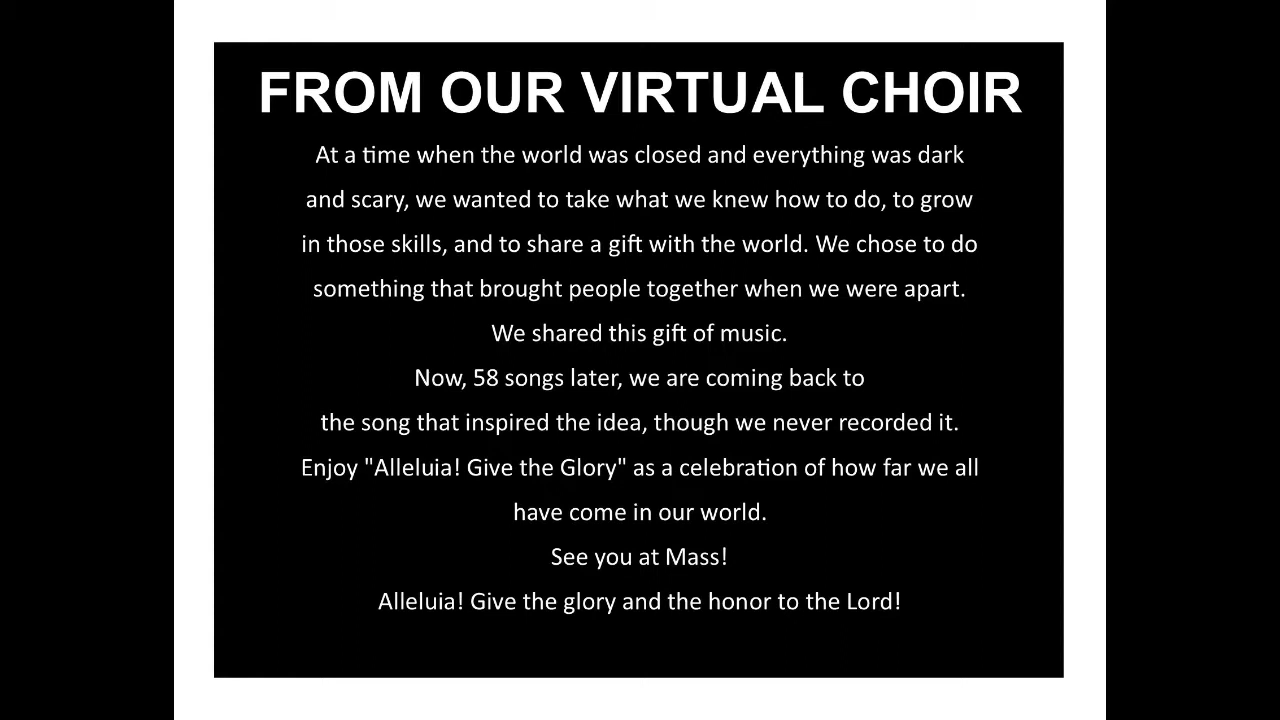 FROM OUR VIRTUAL CHOIR
At a time when the world was closed and everything was dark
and scary, we wanted to take what we knew how to do, to grow
in those skills, and to share a gift with the world. We chose to do
something that brought people together when we were apart.
We shared this gift of music.
Now, 58 songs later, we are coming back to
the song that inspired the idea, though we never recorded it.
Enjoy "Alleluia! Give the Glory" as a celebration of how far we all
have come in our world.
See you at Mass!
Alleluia! Give the glory and the honor to the Lord!